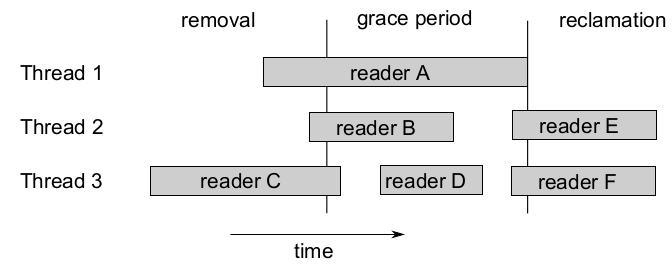 removal grace period reclamation
Thread 1 reader A
Thread 2 reader B reader E
Thread 3 reader C reader D reader F
time